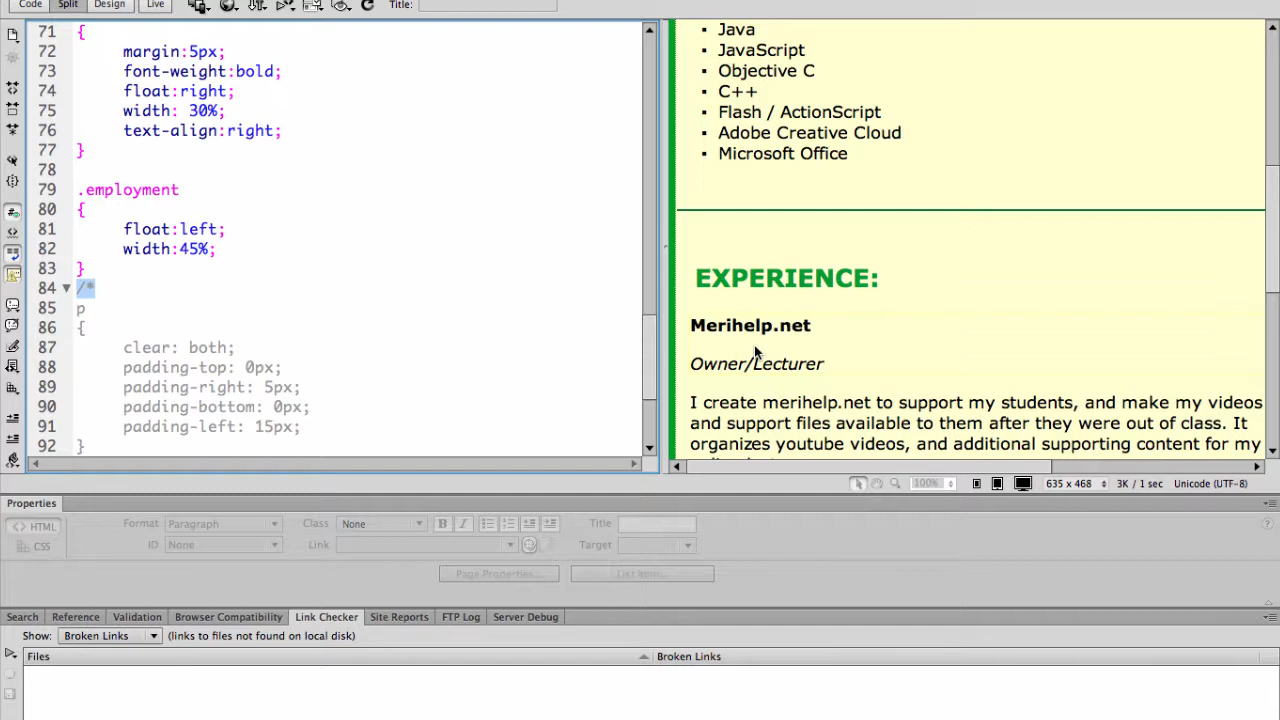 Code Split Design Live Title:
71 {
72 margin:5px;
73 font-weight:bold;
74 float:right;
75 width: 30%;
76 text-align:right;
77 }
78
79 .employment
80 {
81 float:left;
82 width:45%;
83 }
84 /*
85 p
86 {
87 clear: both;
88 padding-top: 0px;
89 padding-right: 5px;
90 padding-bottom: 0px;
91 padding-left: 15px;
92 }
▪ Java
▪ JavaScript
▪ Objective C
▪ C++
▪ Flash / ActionScript
▪ Adobe Creative Cloud
▪ Microsoft Office
EXPERIENCE:
Merihelp.net
Owner/Lecturer
I create merihelp.net to support my students, and make my videos
and support files available to them after they were out of class. It
organizes youtube videos, and additional supporting content for my
100% 635 x 468 3K / 1 sec Unicode (UTF-8)
Properties
<> HTML Format Paragraph Class None B I Title
CSS ID None Link Target
Page Properties... List Item...
Search Reference Validation Browser Compatibility Link Checker Site Reports FTP Log Server Debug
Show: Broken Links (links to files not found on local disk)
Files Broken Links